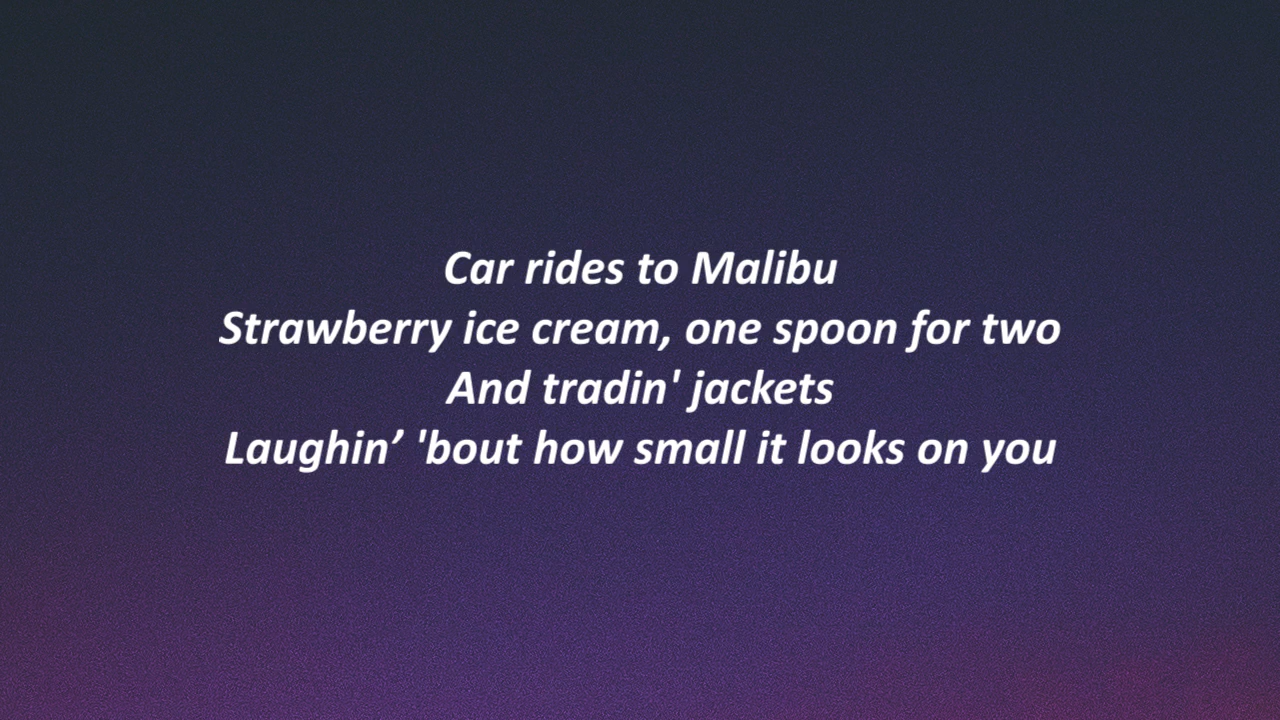 Car rides to Malibu
Strawberry ice cream, one spoon for two
And tradin' jackets
Laughin’ 'bout how small it looks on you